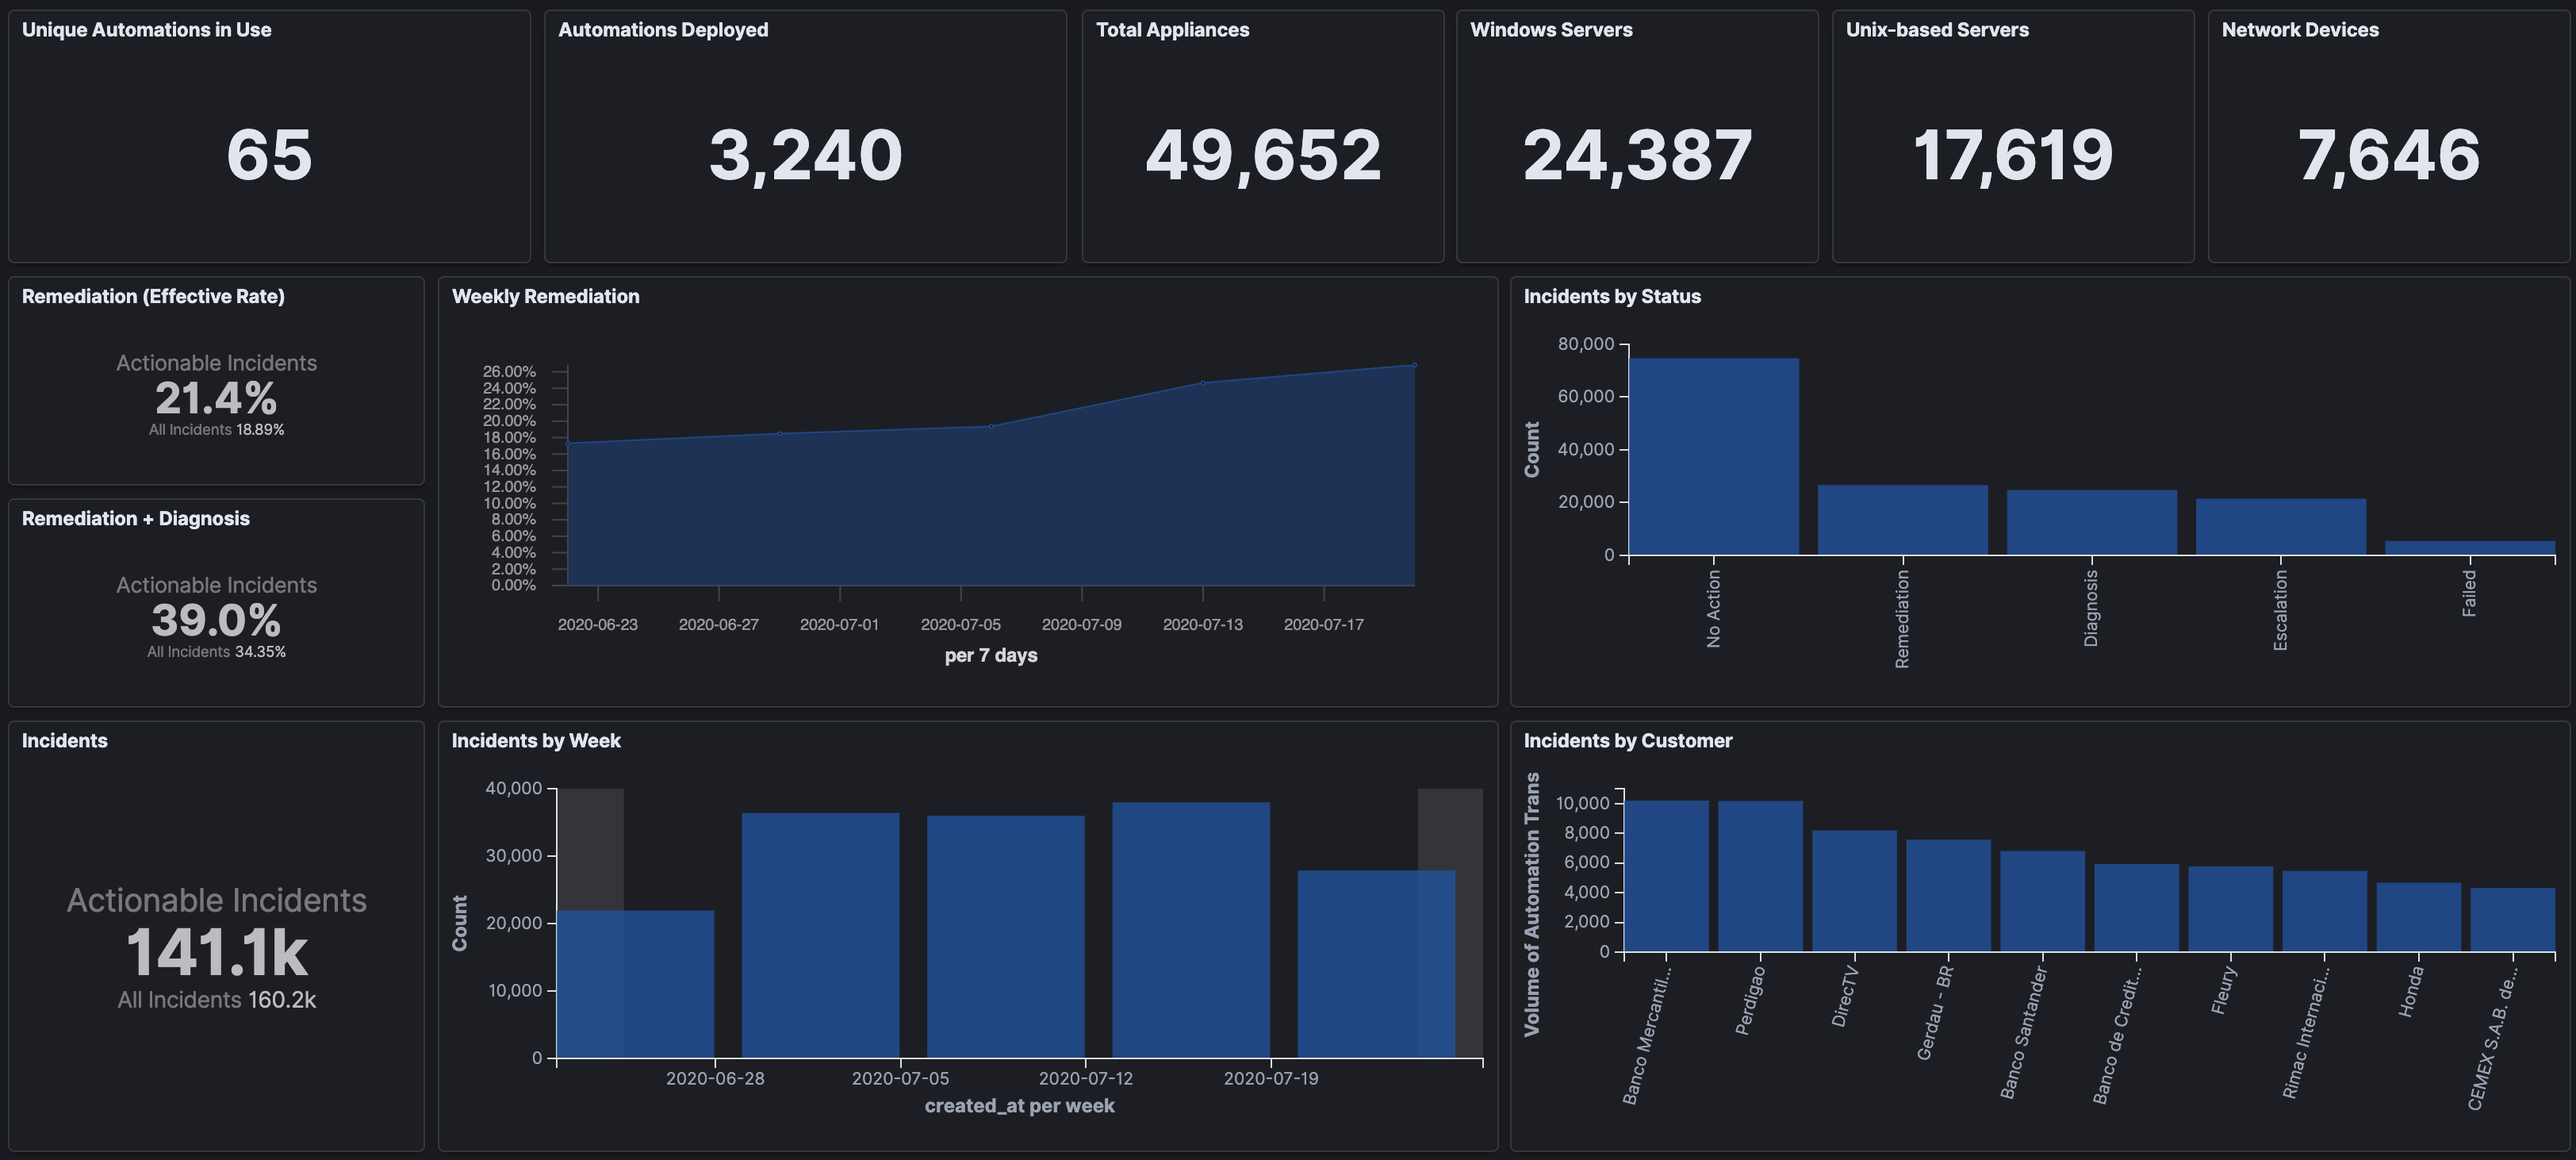 Unique Automations in Use
65
Automations Deployed
3,240
Total Appliances
49,652
Windows Servers
24,387
Unix-based Servers
17,619
Network Devices
7,646
Remediation (Effective Rate)
Actionable Incidents
21.4%
All Incidents 18.89%
Weekly Remediation
26.00%
24.00%
22.00%
20.00%
18.00%
16.00%
14.00%
12.00%
10.00%
8.00%
6.00%
4.00%
2.00%
0.00%
2020-06-23
2020-06-27
2020-07-01
2020-07-05
2020-07-09
2020-07-13
2020-07-17
per 7 days
Incidents by Status
Count
80,000
60,000
40,000
20,000
0
No Action
Remediation
Diagnosis
Escalation
Failed
Remediation + Diagnosis
Actionable Incidents
39.0%
All Incidents 34.35%
Incidents
Actionable Incidents
141.1k
All Incidents 160.2k
Incidents by Week
Count
40,000
30,000
20,000
10,000
0
2020-06-28
2020-07-05
2020-07-12
2020-07-19
created_at per week
Incidents by Customer
Volume of Automation Trans
10,000
8,000
6,000
4,000
2,000
0
Banco Mercantil...
Perdigao
DirecTV
Gerdau - BR
Banco Santander
Banco de Credit...
Fleury
Rimac Internaci...
Honda
CEMEX S.A.B. de...